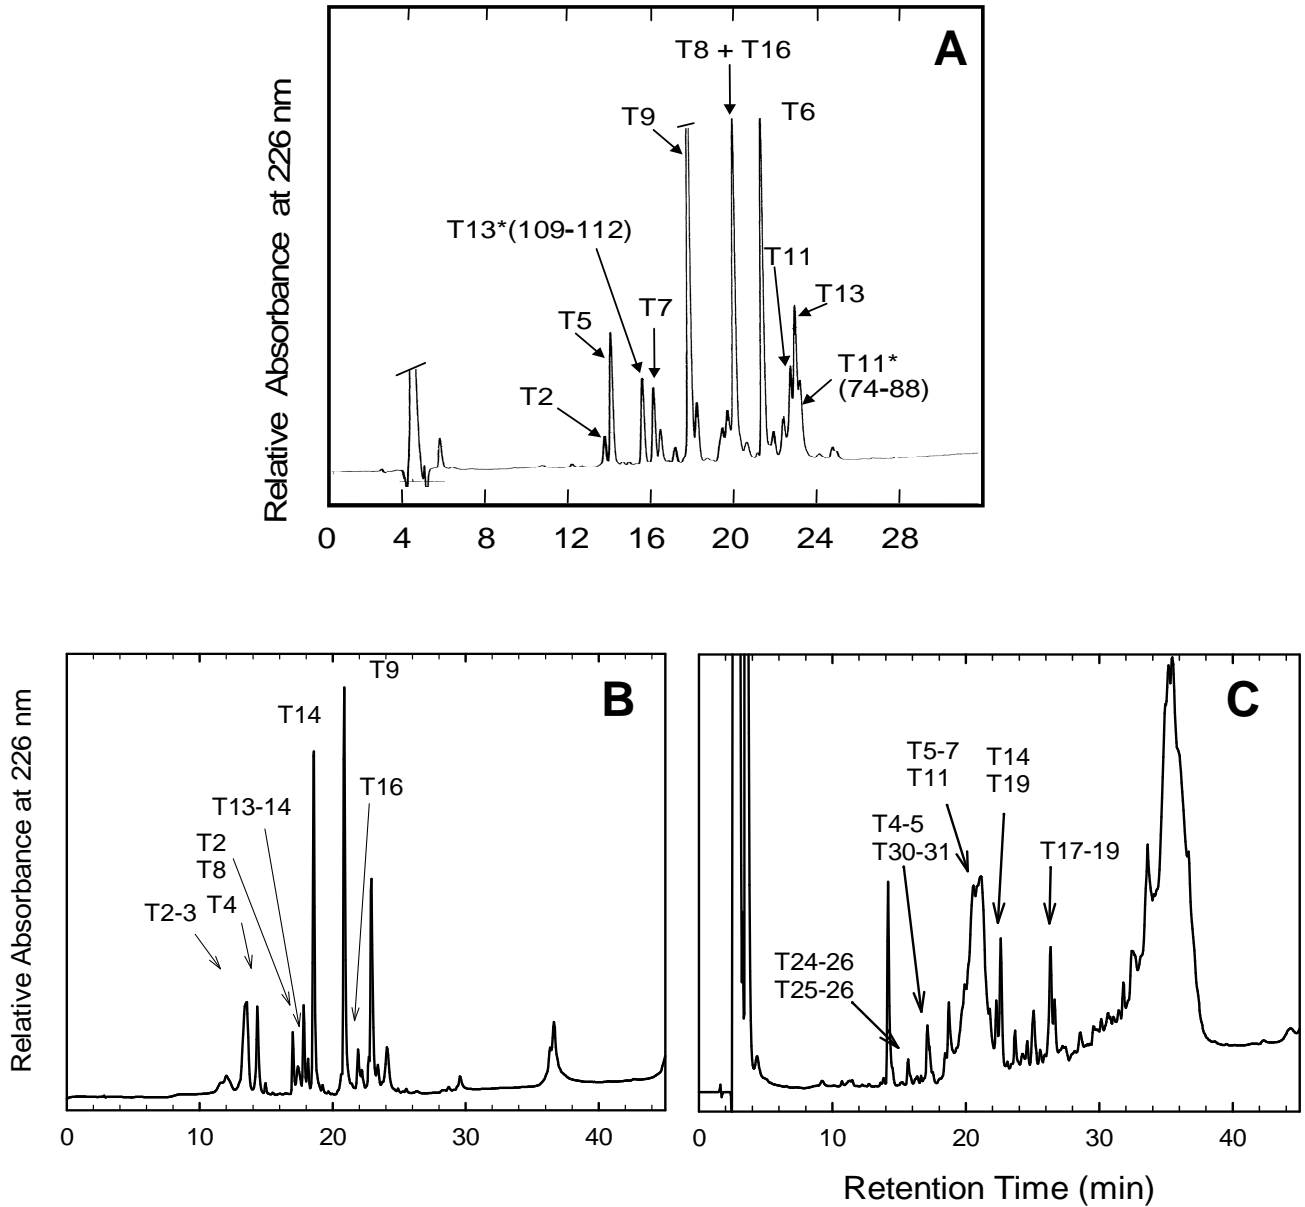 A
T8 + T16
T9
T6
T13*(109-112)
T11
T7
T13
T5
T11*
(74-88)
T2
Relative Absorbance at 226 nm
0 4 8 12 16 20 24 28
B
T9
T14
T16
T13-14
T2
T8
T4
T2-3
Relative Absorbance at 226 nm
0 10 20 30 40
C
T5-7
T11
T14
T19
T4-5
T30-31
T17-19
T24-26
T25-26
0 10 20 30 40
Retention Time (min)